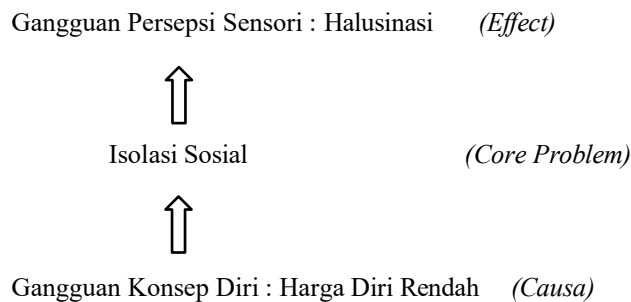 Gangguan Persepsi Sensori : Halusinasi (Effect)
Isolasi Sosial (Core Problem)
Gangguan Konsep Diri : Harga Diri Rendah (Causa)